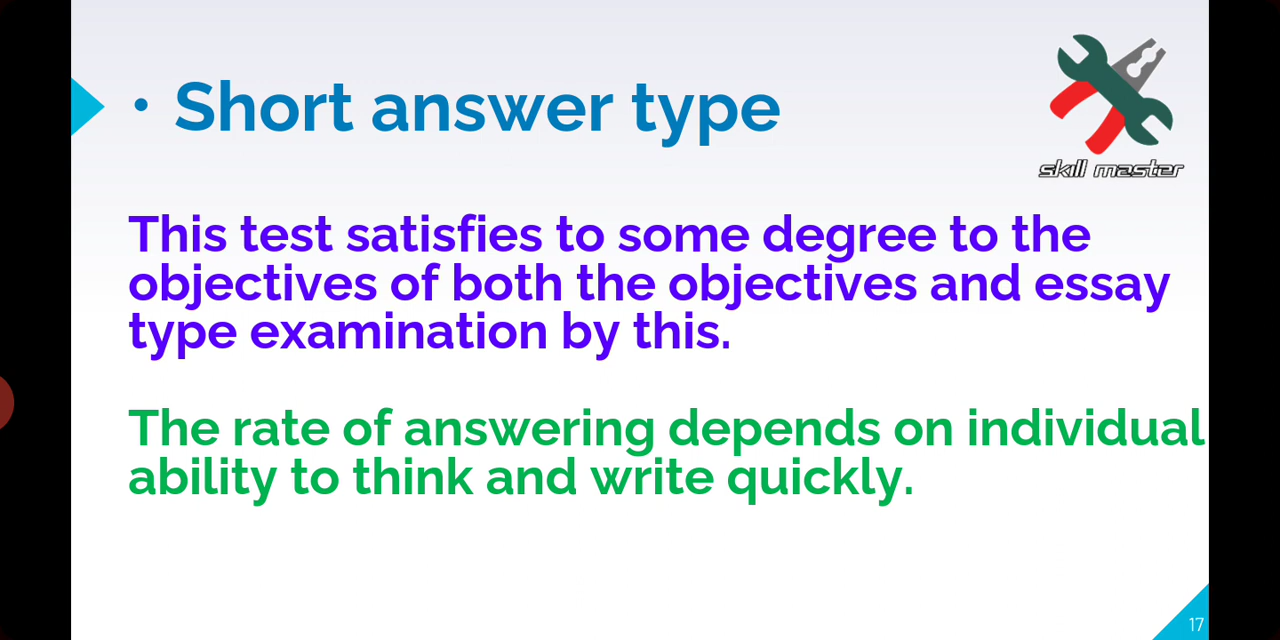 • Short answer type
skill master
This test satisfies to some degree to the
objectives of both the objectives and essay
type examination by this.
The rate of answering depends on individual
ability to think and write quickly.
17